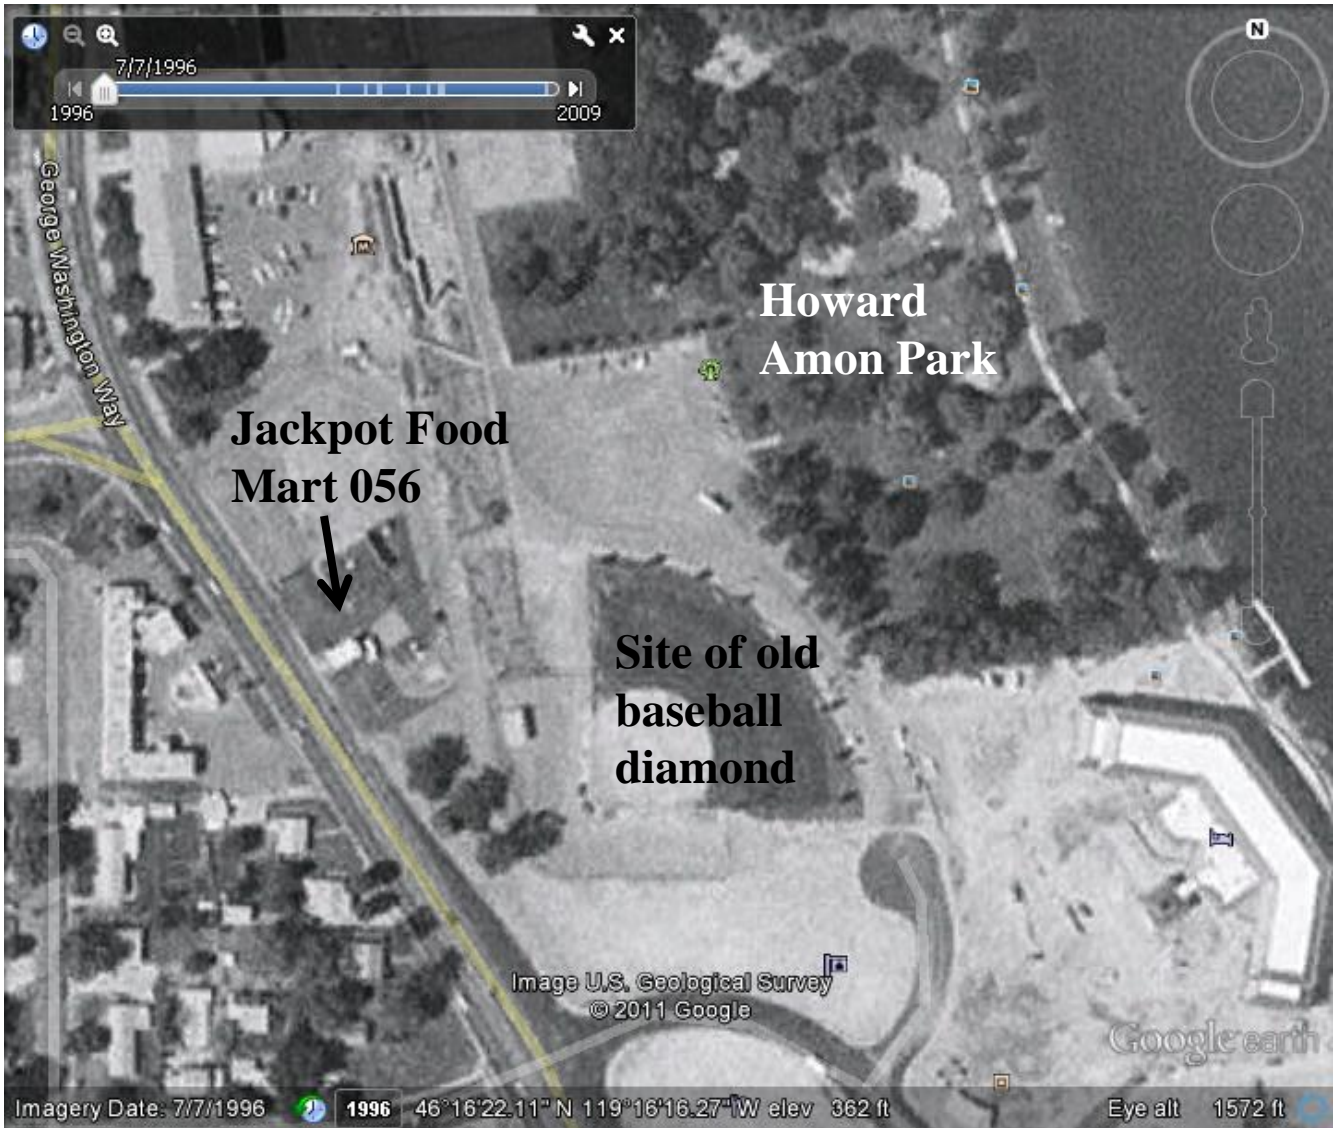 7/7/1996
1996
2009
N
George Washington Way
M
Howard
Amon Park
Jackpot Food
Mart 056
Site of old
baseball
diamond
Image U.S. Geological Survey
© 2011 Google
Google earth
Imagery Date: 7/7/1996
1996
46°16'22.11" N 119°16'16.27" W elev 362 ft
Eye alt 1572 ft